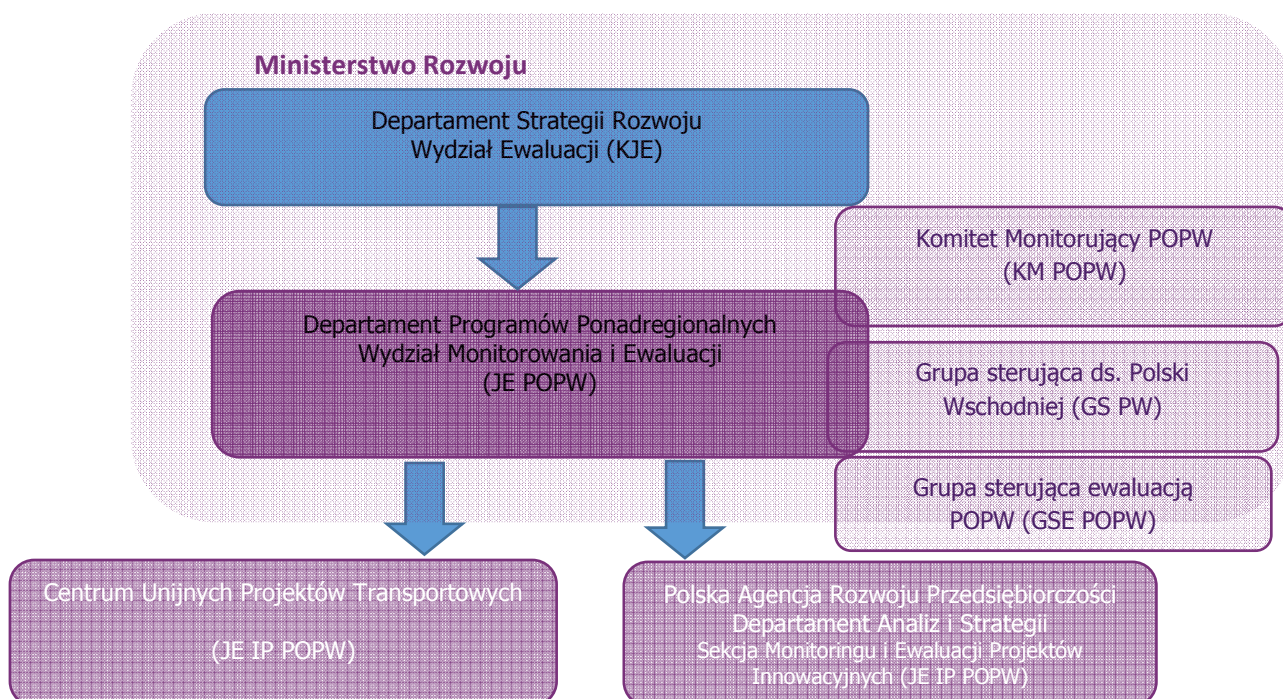 Ministerstwo Rozwoju
Departament Strategii Rozwoju
Wydział Ewaluacji (KJE)
Komitet Monitorujący POPW
(KM POPW)
Departament Programów Ponadregionalnych
Wydział Monitorowania i Ewaluacji
(JE POPW)
Grupa sterująca ds. Polski
Wschodniej (GS PW)
Grupa sterująca ewaluacją
POPW (GSE POPW)
Centrum Unijnych Projektów Transportowych
(JE IP POPW)
Polska Agencja Rozwoju Przedsiębiorczości
Departament Analiz i Strategii
Sekcja Monitoringu i Ewaluacji Projektów
Innowacyjnych (JE IP POPW)